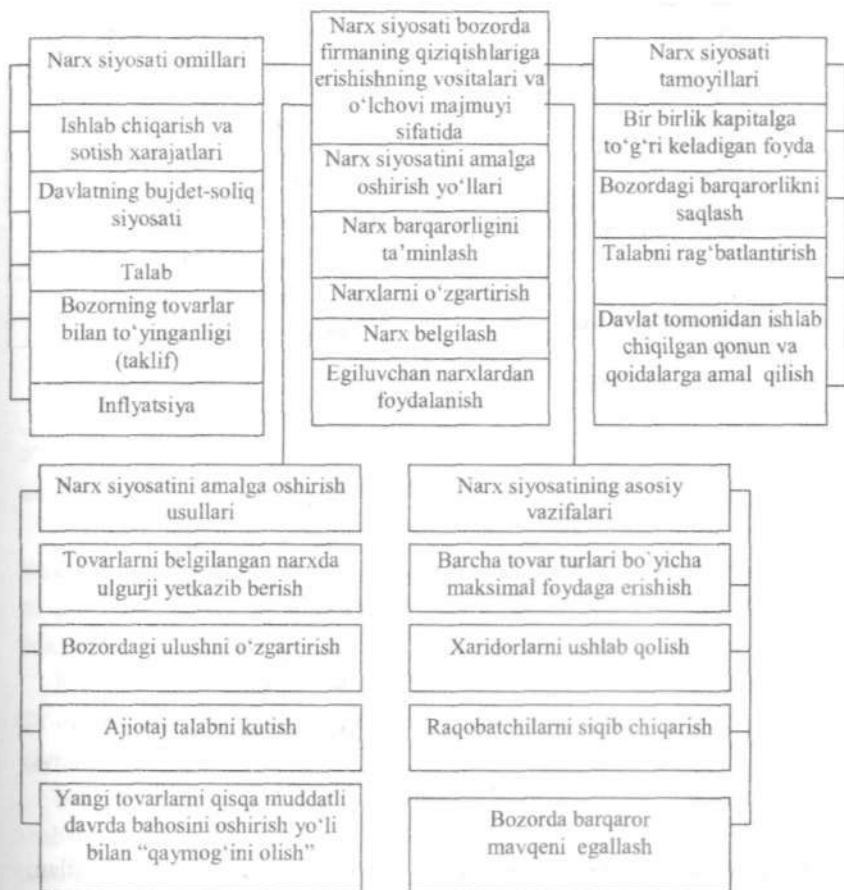 Narx siyosati omillari
Ishlab chiqarish va
sotish xarajatlari
Davlatning bujdet-soliq
siyosati
Talab
Bozorning tovarlar
bilan to‘yinganligi
(taklif)
Inflyatsiya
Narx siyosati bozorda
firmaning qiziqishlariga
erishishning vositalari va
o‘lchovi majmuyi
sifatida
Narx siyosatini amalga
oshirish yo‘llari
Narx barqarorligini
ta’minlash
Narxlarni o‘zgartirish
Narx belgilash
Egiluvchan narxlardan
foydalanish
Narx siyosati
tamoyillari
Bir birlik kapitalga
to‘g‘ri keladigan foyda
Bozordagi barqarorlikni
saqlash
Talabni rag‘batlantirish
Davlat tomonidan ishlab
chiqilgan qonun va
qoidalarga amal qilish
Narx siyosatini amalga oshirish
usullari
Tovarlarni belgilangan narxda
ulgurji yetkazib berish
Bozordagi ulushni o‘zgartirish
Ajiotaj talabni kutish
Yangi tovarlarni qisqa muddatli
davrda bahosini oshirish yo‘li
bilan “qaymog‘ini olish”
Narx siyosatining asosiy
vazifalari
Barcha tovar turlari bo`yicha
maksimal foydaga erishish
Xaridorlarni ushlab qolish
Raqobatchilarni siqib chiqarish
Bozorda barqaror
mavqeni egallash